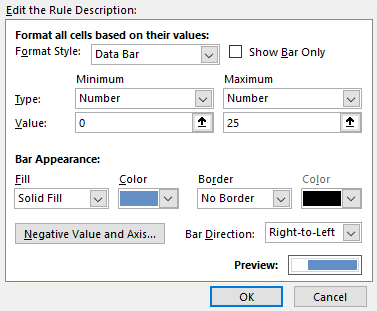 Edit the Rule Description:
Format all cells based on their values:
Format Style: Data Bar Show Bar Only
Minimum Maximum
Type: Number Number
Value: 0 25
Bar Appearance:
Fill Color Border Color
Solid Fill No Border
Negative Value and Axis... Bar Direction: Right-to-Left
Preview:
OK Cancel